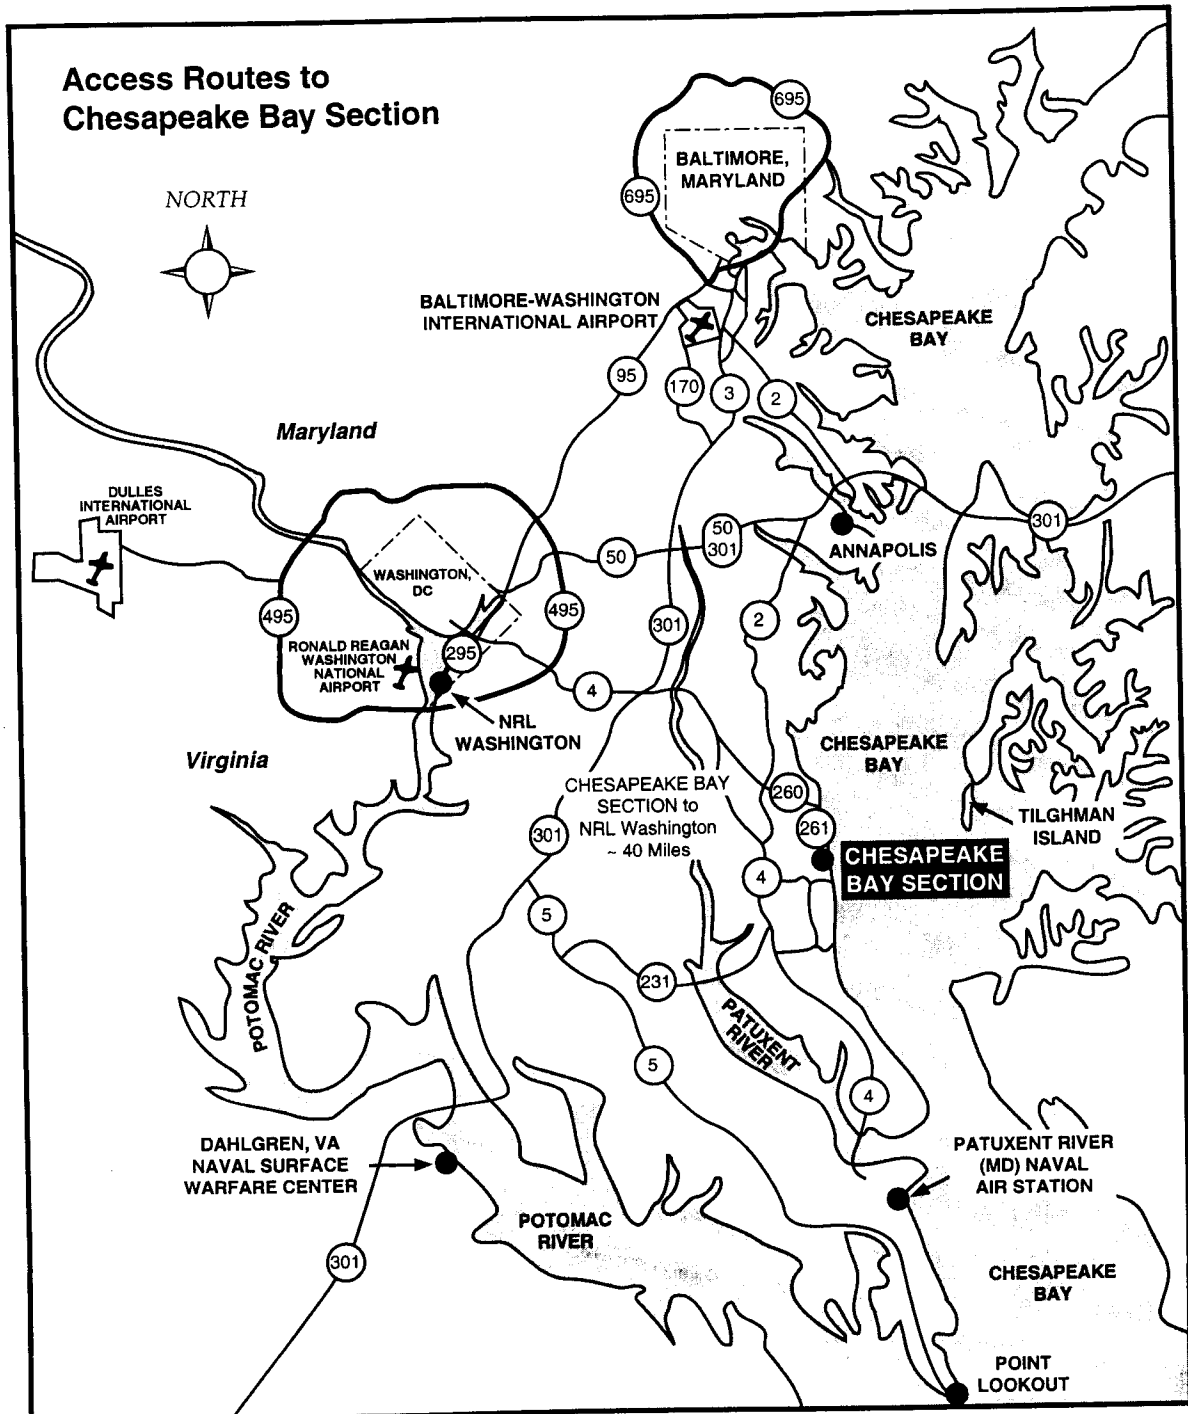 Access Routes to
Chesapeake Bay Section
NORTH
695
BALTIMORE,
MARYLAND
695
BALTIMORE-WASHINGTON
INTERNATIONAL AIRPORT
CHESAPEAKE
BAY
95
170
3
2
Maryland
DULLES
INTERNATIONAL
AIRPORT
301
50
301
ANNAPOLIS
50
WASHINGTON,
DC
495
495
2
301
RONALD REAGAN
WASHINGTON
NATIONAL
AIRPORT
295
4
NRL
WASHINGTON
Virginia
CHESAPEAKE
BAY
CHESAPEAKE BAY
SECTION to
NRL Washington
~ 40 Miles
260
261
TILGHMAN
ISLAND
301
CHESAPEAKE
BAY SECTION
4
5
POTOMAC RIVER
231
PATUXENT
RIVER
5
4
DAHLGREN, VA
NAVAL SURFACE
WARFARE CENTER
PATUXENT RIVER
(MD) NAVAL
AIR STATION
POTOMAC
RIVER
301
CHESAPEAKE
BAY
POINT
LOOKOUT